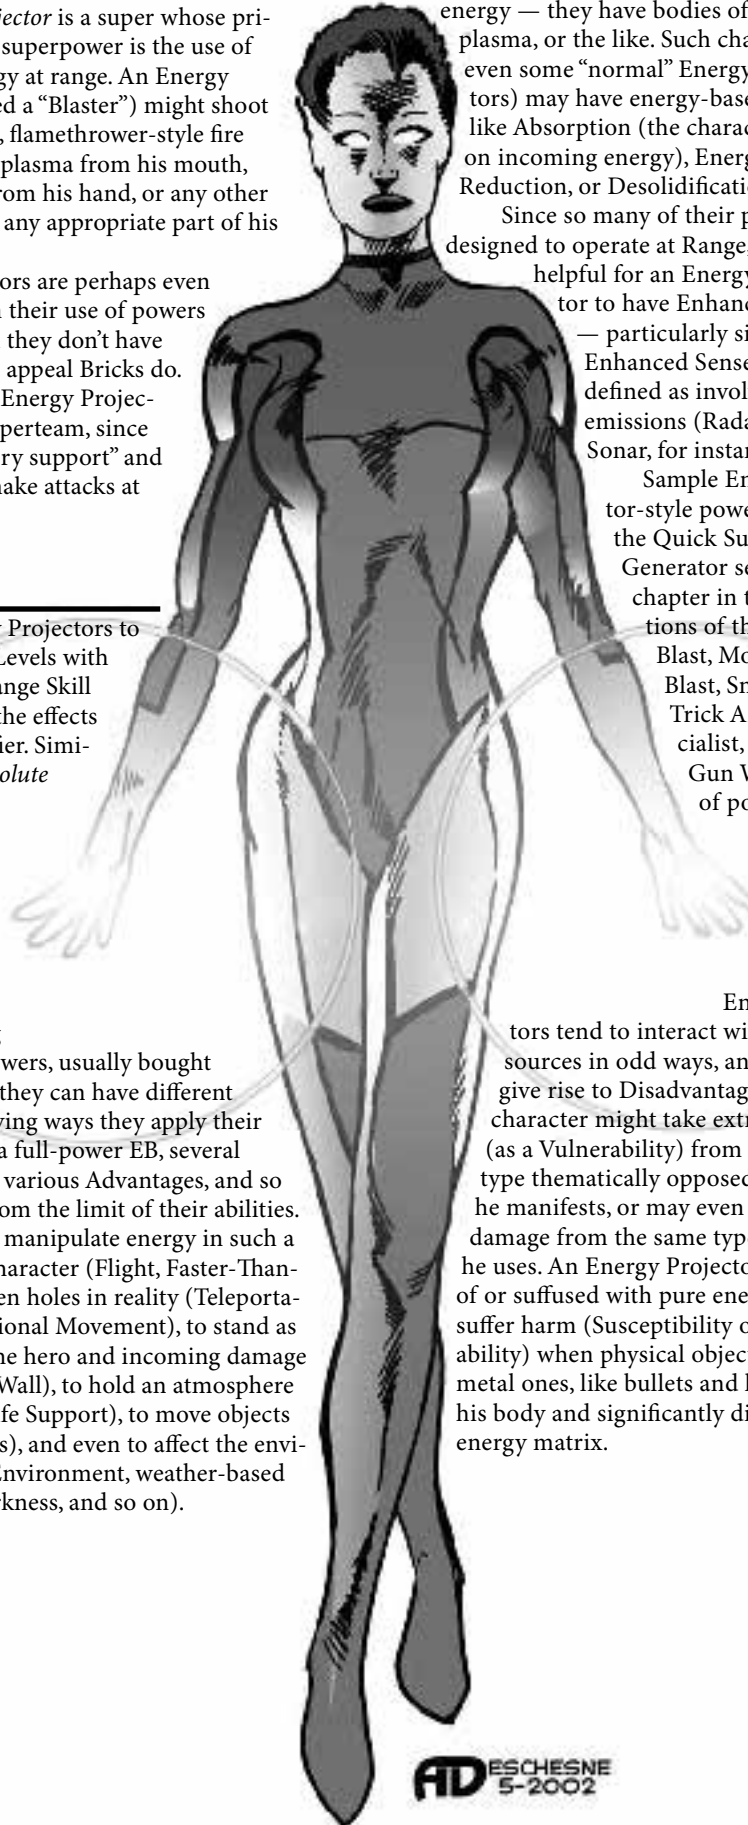 jector is a super whose pri-
superpower is the use of
gy at range. An Energy
ed a “Blaster”) might shoot
, flamethrower-style fire
plasma from his mouth,
from his hand, or any other
any appropriate part of his
ors are perhaps even
their use of powers
they don’t have
appeal Bricks do.
Energy Projec-
perteam, since
ry support” and
make attacks at
Projectors to
Levels with
ange Skill
the effects
ier. Simi-
olute
wers, usually bought
they can have different
ying ways they apply their
a full-power EB, several
various Advantages, and so
om the limit of their abilities.
manipulate energy in such a
haracter (Flight, Faster-Than-
en holes in reality (Teleporta-
ional Movement), to stand as
he hero and incoming damage
Wall), to hold an atmosphere
fe Support), to move objects
s), and even to affect the envi-
Environment, weather-based
rkness, and so on).
energy — they have bodies of
plasma, or the like. Such cha
even some “normal” Energy
tors) may have energy-base
like Absorption (the charac
on incoming energy), Energ
Reduction, or Desolidificati
Since so many of their p
designed to operate at Range,
helpful for an Energy
tor to have Enhanc
— particularly si
Enhanced Sense
defined as invol
emissions (Rada
Sonar, for instan
Sample En
tor-style powe
the Quick Su
Generator se
chapter in t
tions of th
Blast, Mo
Blast, Sn
Trick A
cialist,
Gun W
of po
En
tors tend to interact wi
sources in odd ways, an
give rise to Disadvantag
character might take extr
(as a Vulnerability) from
type thematically opposed
he manifests, or may even
damage from the same type
he uses. An Energy Projecto
of or suffused with pure ene
suffer harm (Susceptibility o
ability) when physical object
metal ones, like bullets and
his body and significantly di
energy matrix.
AD ESCHESNE
5-2002